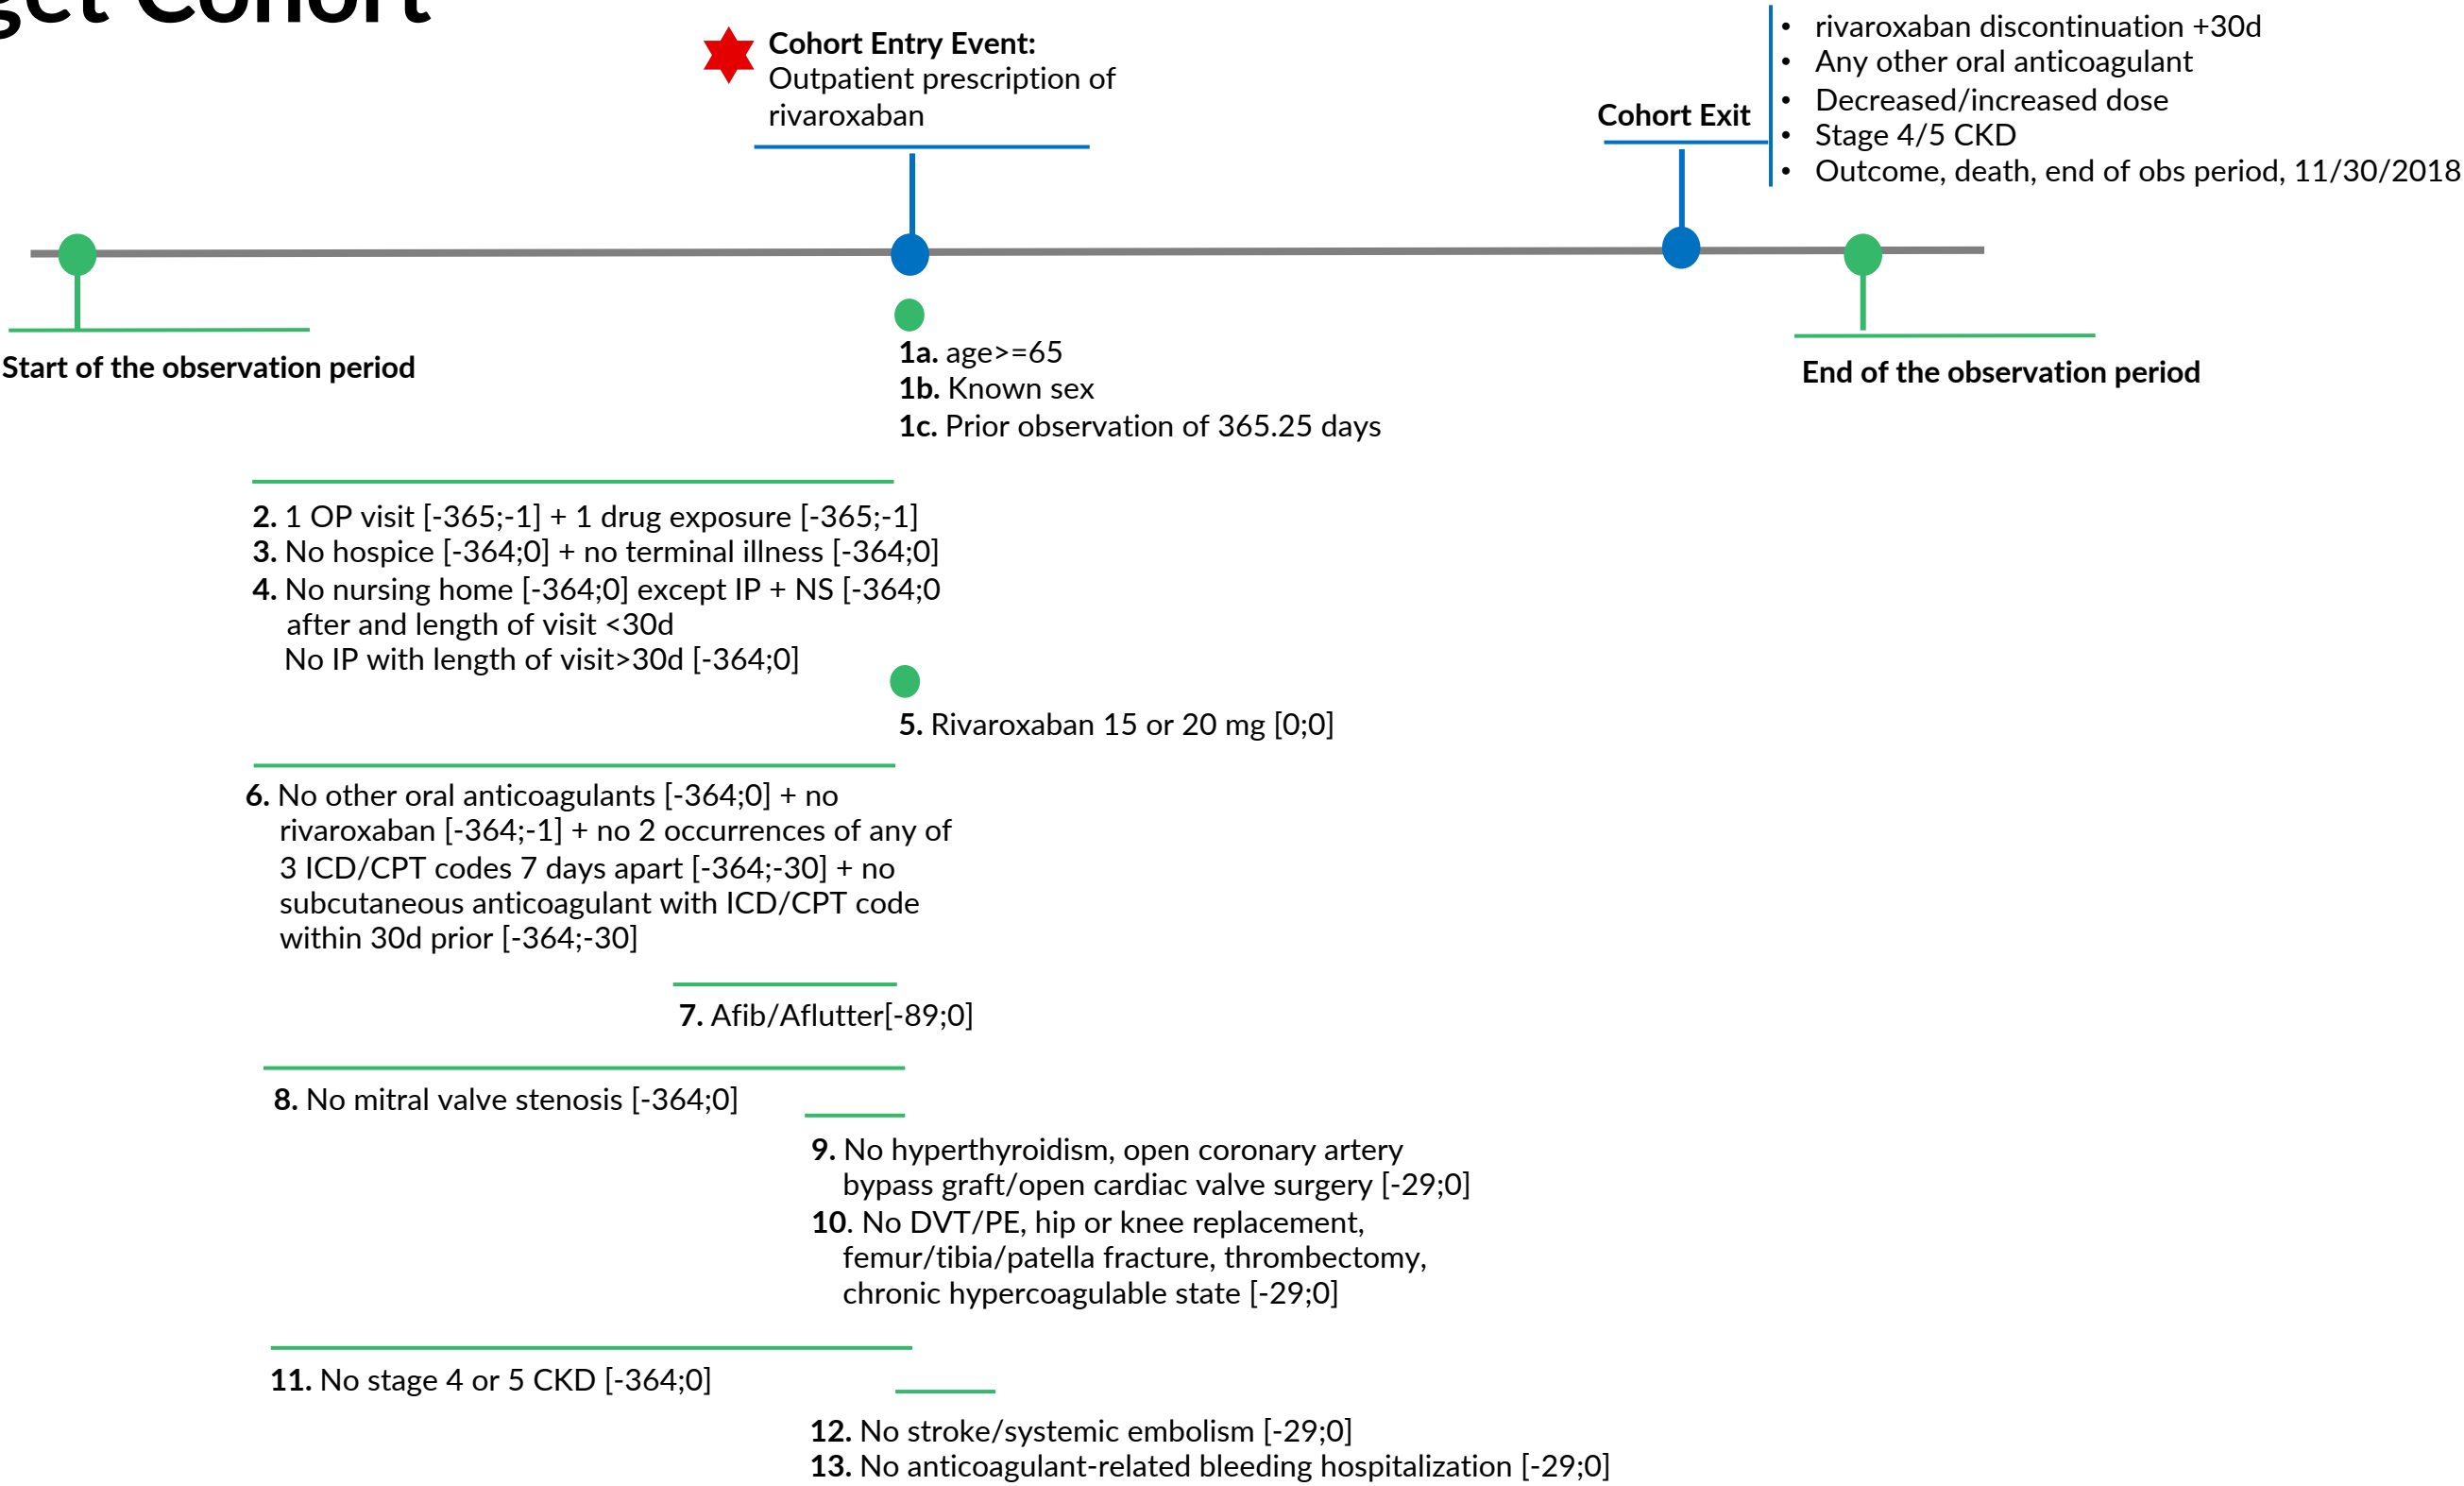 Cohort
Cohort Entry Event:
Outpatient prescription of
rivaroxaban
Cohort Exit
• rivaroxaban discontinuation +30d
• Any other oral anticoagulant
• Decreased/increased dose
• Stage 4/5 CKD
• Outcome, death, end of obs period, 11/30/2018
Start of the observation period
End of the observation period
1a. age>=65
1b. Known sex
1c. Prior observation of 365.25 days
2. 1 OP visit [-365;-1] + 1 drug exposure [-365;-1]
3. No hospice [-364;0] + no terminal illness [-364;0]
4. No nursing home [-364;0] except IP + NS [-364;0
after and length of visit <30d
No IP with length of visit>30d [-364;0]
5. Rivaroxaban 15 or 20 mg [0;0]
6. No other oral anticoagulants [-364;0] + no
rivaroxaban [-364;-1] + no 2 occurrences of any of
3 ICD/CPT codes 7 days apart [-364;-30] + no
subcutaneous anticoagulant with ICD/CPT code
within 30d prior [-364;-30]
7. Afib/Aflutter[-89;0]
8. No mitral valve stenosis [-364;0]
9. No hyperthyroidism, open coronary artery
bypass graft/open cardiac valve surgery [-29;0]
10. No DVT/PE, hip or knee replacement,
femur/tibia/patella fracture, thrombectomy,
chronic hypercoagulable state [-29;0]
11. No stage 4 or 5 CKD [-364;0]
12. No stroke/systemic embolism [-29;0]
13. No anticoagulant-related bleeding hospitalization [-29;0]